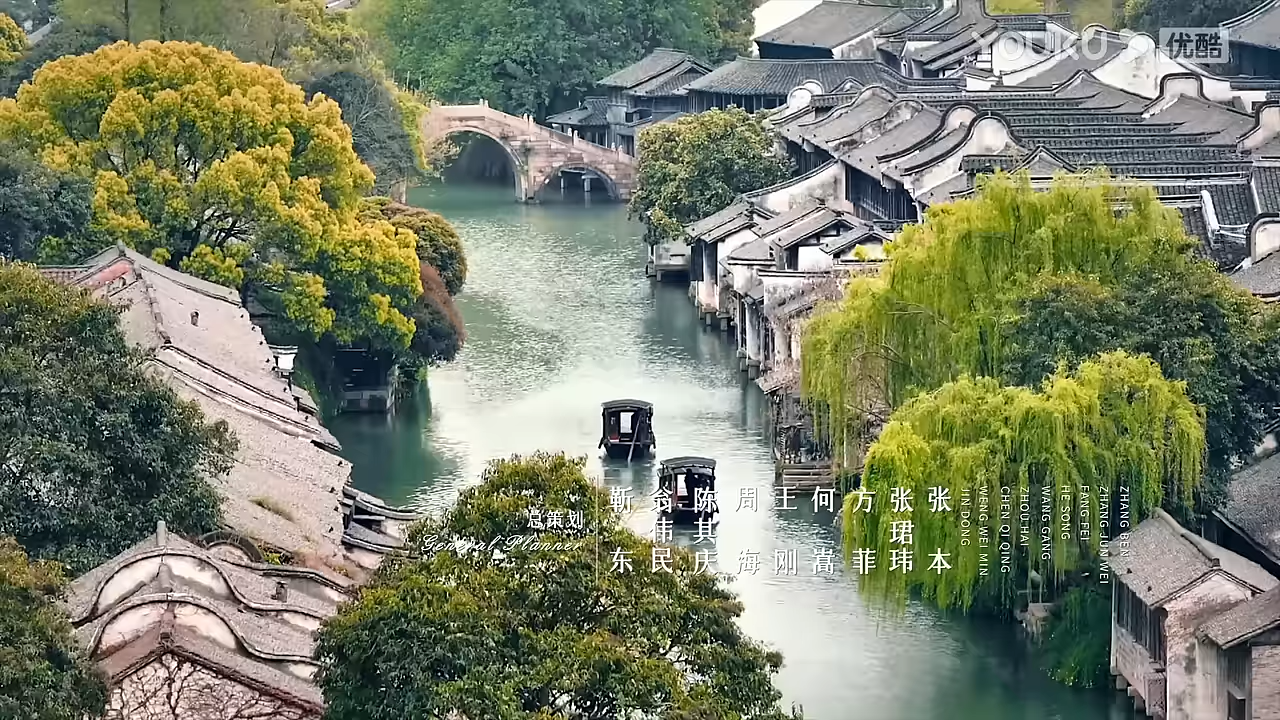 YOUKU 优酷
总策划
General Planner
靳东
翁伟民
陈其庆
周海
王刚
何嵩
方菲
张珺玮
张本
JIN DONG
WENG WEI MIN
CHEN QI QING
ZHOU HAI
WANG GANG
HE SONG
FANG FEI
ZHANG JUN WEI
ZHANG BEN